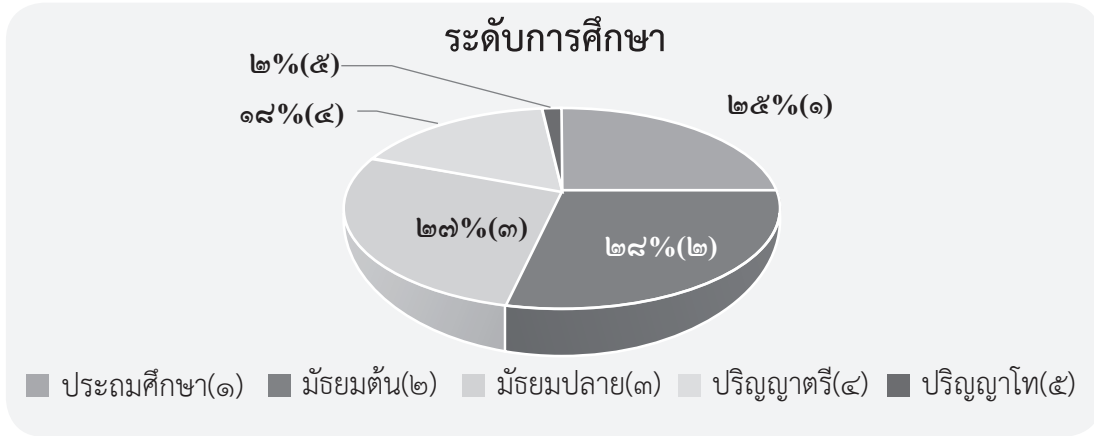 ระดับการศึกษา
๒%(๕)
๑๘%(๔)
๒๕%(๑)
๒๗%(๓)
๒๘%(๒)
ประถมศึกษา(๑) มัธยมต้น(๒) มัธยมปลาย(๓) ปริญญาตรี(๔) ปริญญาโท(๕)